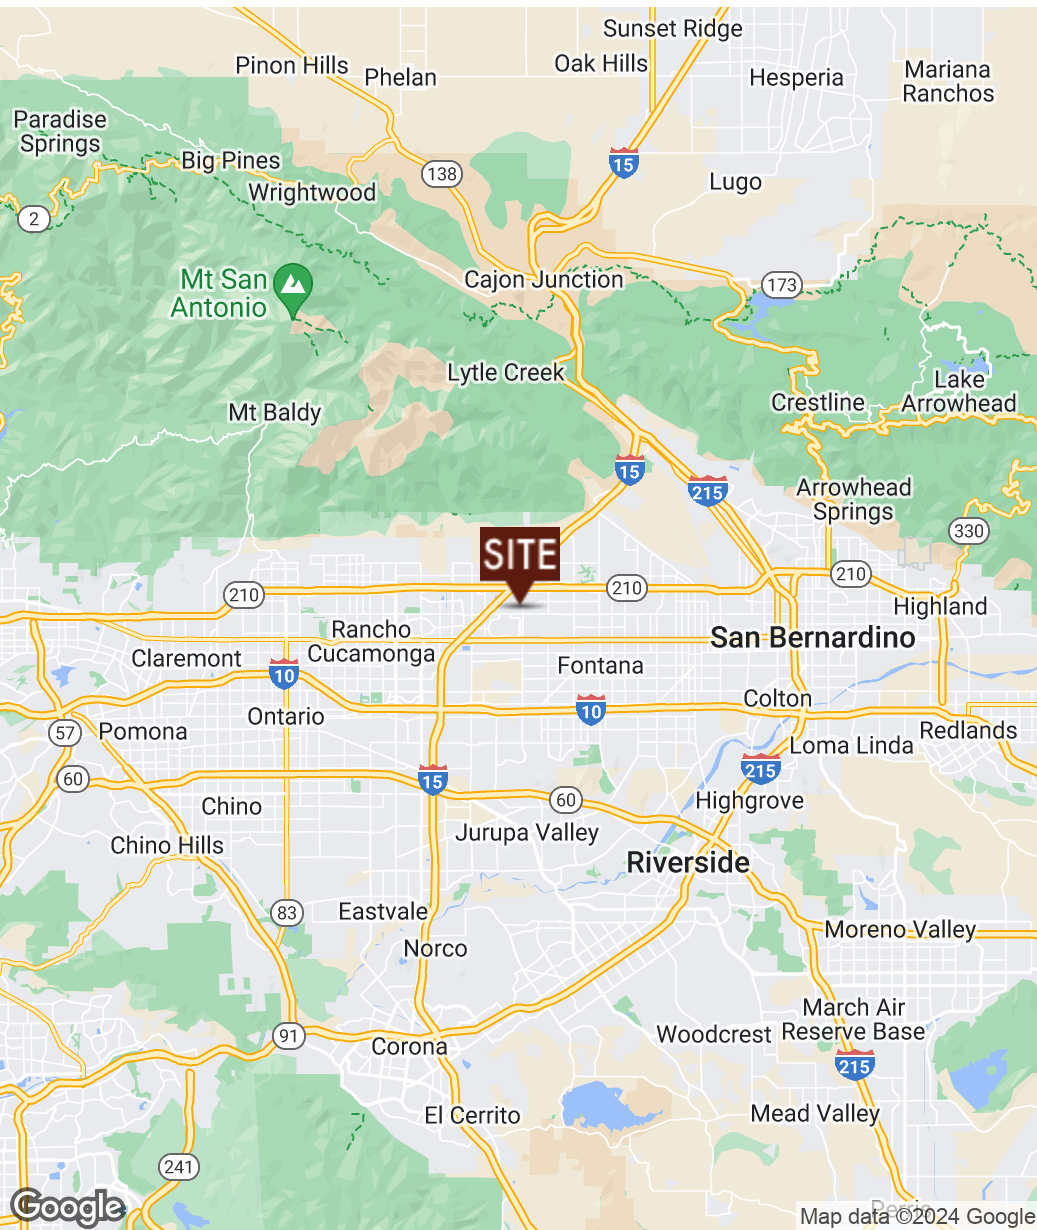 Sunset Ridge
Pinon Hills
Phelan
Oak Hills
Hesperia
Mariana
Ranchos
Paradise
Springs
Big Pines
138
15
Wrightwood
Lugo
2
Mt San
Antonio
Cajon Junction
173
Lytle Creek
Lake
Arrowhead
Crestline
Mt Baldy
15
215
Arrowhead
Springs
330
SITE
210
210
210
Highland
Rancho
Cucamonga
San Bernardino
Claremont
10
Fontana
Colton
10
Ontario
57
Pomona
Redlands
Loma Linda
60
15
215
60
Highgrove
Chino
Jurupa Valley
Chino Hills
Riverside
83
Eastvale
Moreno Valley
Norco
March Air
Reserve Base
91
Woodcrest
Corona
215
El Cerrito
Mead Valley
241
Google
Perris
Map data ©2024 Google